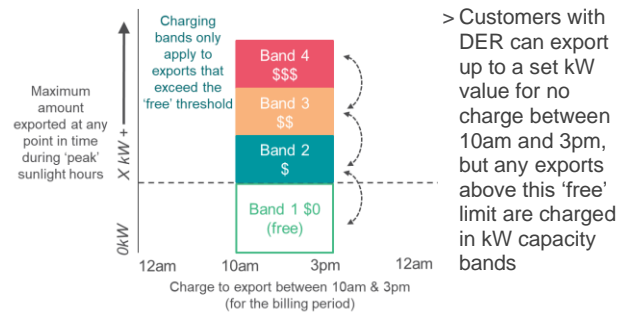 Charging
bands only
apply to
exports that
exceed the
'free' threshold
Maximum
amount
exported at any
point in time
during 'peak'
sunlight hours
X kW +
0kW
Band 4
$$$
Band 3
$$
Band 2
$
Band 1 $0
(free)
12am
10am
3pm
12am
Charge to export between 10am & 3pm
(for the billing period)
> Customers with
DER can export
up to a set kW
value for no
charge between
10am and 3pm,
but any exports
above this ‘free’
limit are charged
in kW capacity
bands